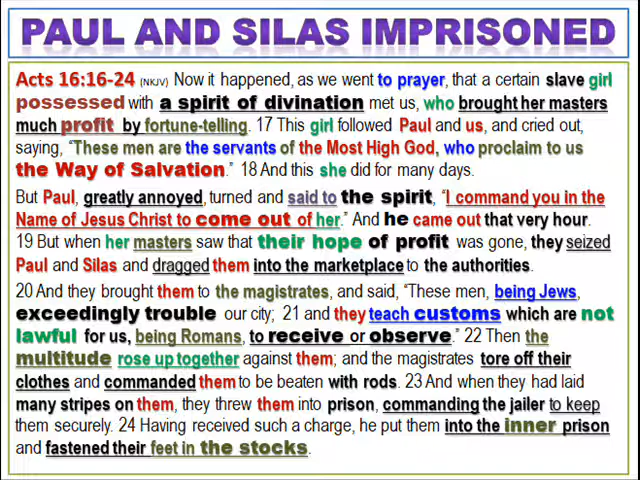 PAUL AND SILAS IMPRISONED
Acts 16:16-24 (NKJV) Now it happened, as we went to prayer, that a certain slave girl
possessed with a spirit of divination met us, who brought her masters
much profit by fortune-telling. 17 This girl followed Paul and us, and cried out,
saying, “These men are the servants of the Most High God, who proclaim to us
the Way of Salvation.” 18 And this she did for many days.
But Paul, greatly annoyed, turned and said to the spirit, “I command you in the
Name of Jesus Christ to come out of her.” And he came out that very hour.
19 But when her masters saw that their hope of profit was gone, they seized
Paul and Silas and dragged them into the marketplace to the authorities.
20 And they brought them to the magistrates, and said, “These men, being Jews,
exceedingly trouble our city; 21 and they teach customs which are not
lawful for us, being Romans, to receive or observe.” 22 Then the
multitude rose up together against them; and the magistrates tore off their
clothes and commanded them to be beaten with rods. 23 And when they had laid
many stripes on them, they threw them into prison, commanding the jailer to keep
them securely. 24 Having received such a charge, he put them into the inner prison
and fastened their feet in the stocks.